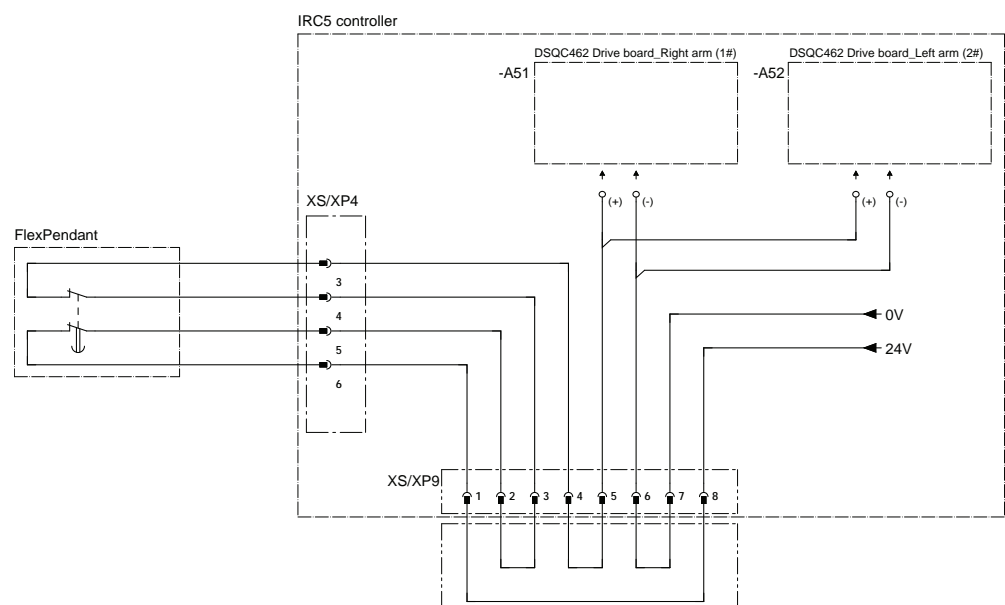 IRC5 controller
DSQC462 Drive board_Right arm (1#)
DSQC462 Drive board_Left arm (2#)
-A51
-A52
XS/XP4
(+)
(-)
(+)
(-)
FlexPendant
3
4
0V
5
24V
6
XS/XP9
1
2
3
4
5
6
7
8